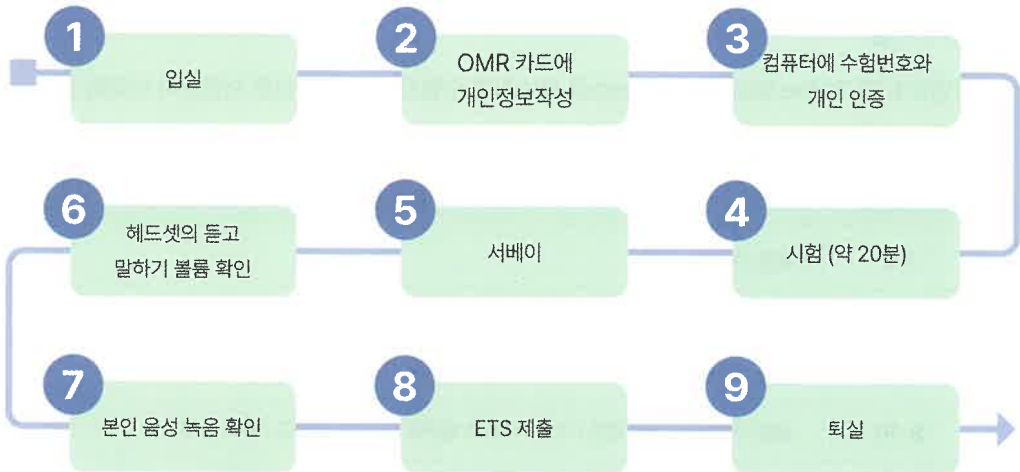 1
입실
2
OMR 카드에
개인정보작성
3
컴퓨터에 수험번호와
개인 인증
4
시험 (약 20분)
5
서베이
6
헤드셋의 듣고
말하기 볼륨 확인
7
본인 음성 녹음 확인
8
ETS 제출
9
퇴실